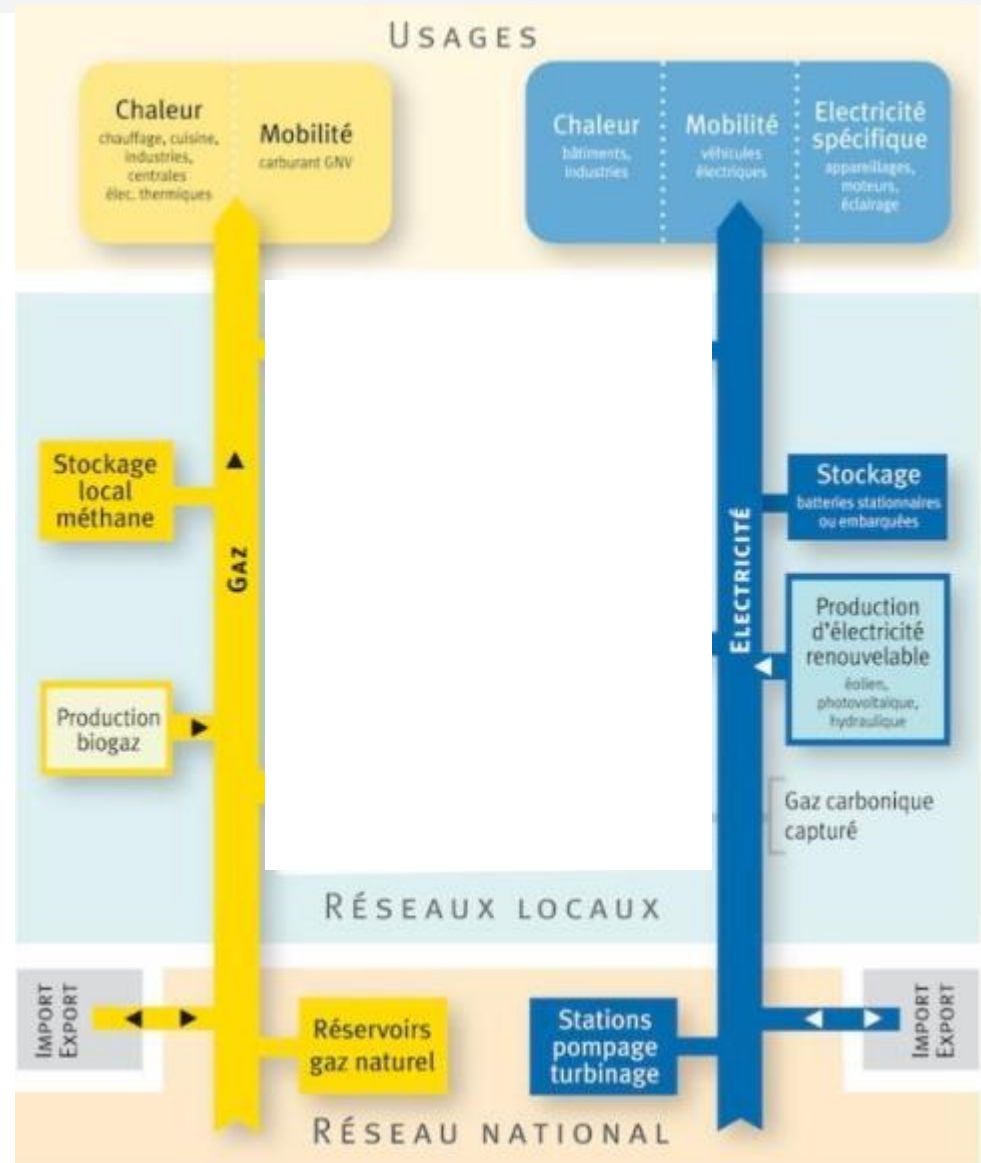 USAGES
Chaleur
chauffage, cuisine,
industries,
centrales
élec. thermiques
Mobilité
carburant GNV
Chaleur
bâtiments,
industries
Mobilité
véhicules
électriques
Electricité
spécifique
appareillages,
moteurs,
éclairage
Stockage
local
méthane
GAZ
Production
biogaz
ELECTRICITÉ
Stockage
batteries stationnaires
ou embarquées
Production
d'électricité
renouvelable
éolien,
photovoltaïque,
hydraulique
Gaz carbonique
capturé
RÉSEAUX LOCAUX
IMPORT
EXPORT
Réservoirs
gaz naturel
Stations
pompage
turbinage
IMPORT
EXPORT
RÉSEAU NATIONAL